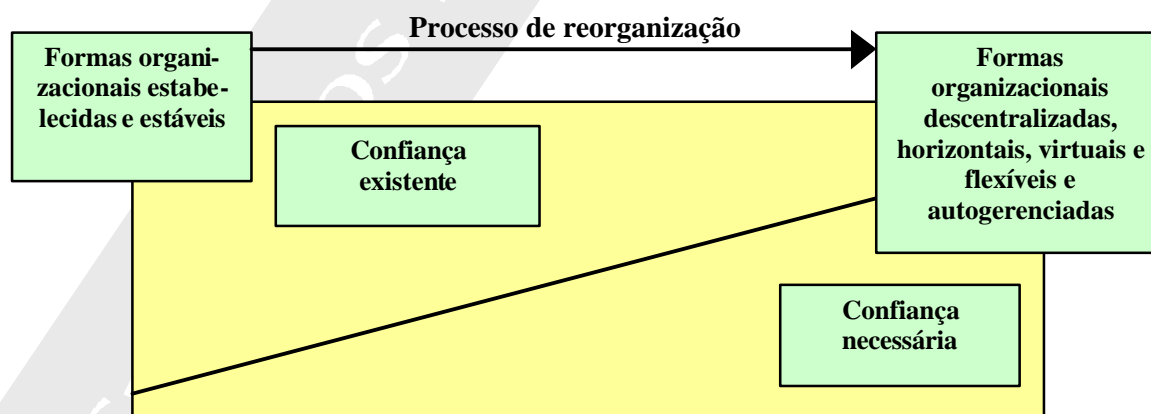 Processo de reorganização
Formas organi-
zacionais estabe-
lecidas e estáveis
Formas
organizacionais
descentralizadas,
horizontais, virtuais e
flexíveis e
autogerenciadas
Confiança
existente
Confiança
necessária